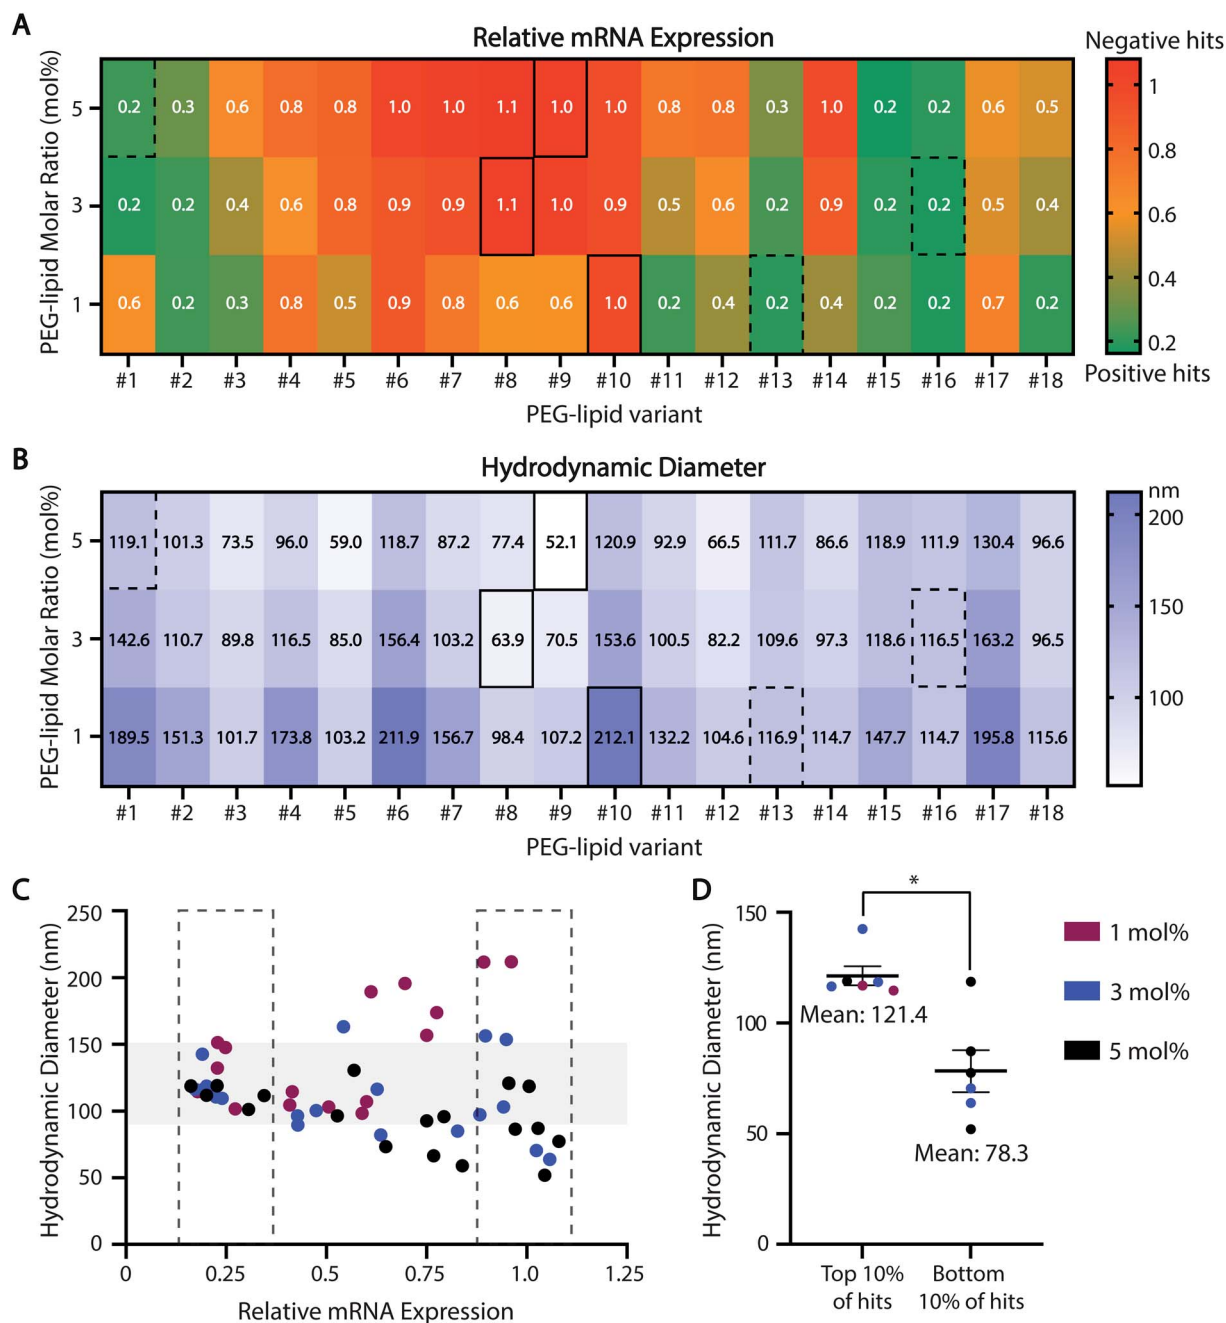 A
Relative mRNA Expression
Negative hits
PEG-lipid Molar Ratio (mol%)
5 0.2 0.3 0.6 0.8 0.8 1.0 1.0 1.1 1.0 1.0 0.8 0.8 0.3 1.0 0.2 0.2 0.6 0.5
3 0.2 0.2 0.4 0.6 0.8 0.9 0.9 1.1 1.0 0.9 0.5 0.6 0.2 0.9 0.2 0.2 0.5 0.4
1 0.6 0.2 0.3 0.8 0.5 0.9 0.8 0.6 0.6 1.0 0.2 0.4 0.2 0.4 0.2 0.2 0.7 0.2
#1 #2 #3 #4 #5 #6 #7 #8 #9 #10 #11 #12 #13 #14 #15 #16 #17 #18
PEG-lipid variant
1
0.8
0.6
0.4
0.2
Positive hits
B
Hydrodynamic Diameter
PEG-lipid Molar Ratio (mol%)
5 119.1 101.3 73.5 96.0 59.0 118.7 87.2 77.4 52.1 120.9 92.9 66.5 111.7 86.6 118.9 111.9 130.4 96.6
3 142.6 110.7 89.8 116.5 85.0 156.4 103.2 63.9 70.5 153.6 100.5 82.2 109.6 97.3 118.6 116.5 163.2 96.5
1 189.5 151.3 101.7 173.8 103.2 211.9 156.7 98.4 107.2 212.1 132.2 104.6 116.9 114.7 147.7 114.7 195.8 115.6
#1 #2 #3 #4 #5 #6 #7 #8 #9 #10 #11 #12 #13 #14 #15 #16 #17 #18
PEG-lipid variant
nm
200
150
100
C
Hydrodynamic Diameter (nm)
250
200
150
100
50
0
0 0.25 0.5 0.75 1.0 1.25
Relative mRNA Expression
D
Hydrodynamic Diameter (nm)
150
100
50
0
*
Mean: 121.4
Mean: 78.3
Top 10%
of hits
Bottom
10% of hits
1 mol%
3 mol%
5 mol%